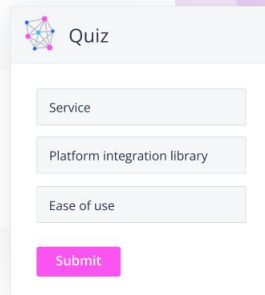 Quiz
Service
Platform integration library
Ease of use
Submit